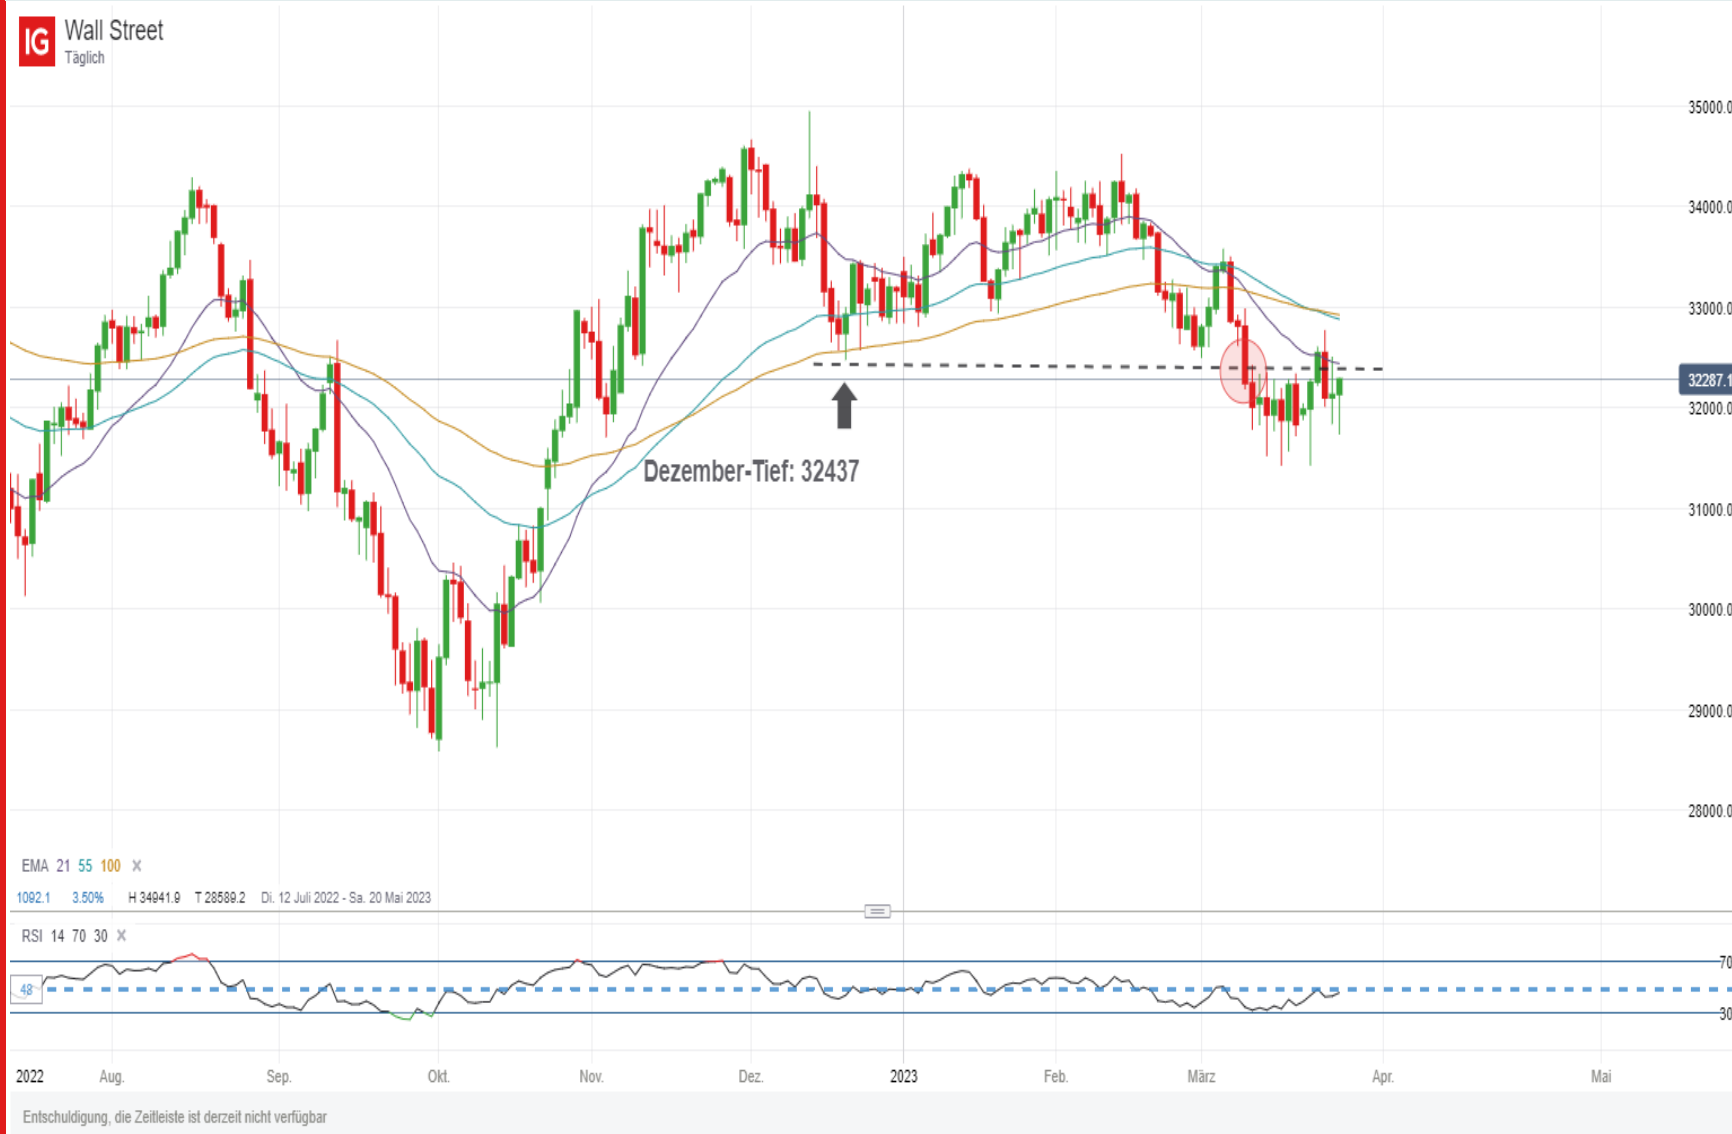 IG
Wall Street
Täglich
35000.0
34000.0
33000.0
32287.1
32000.0
Dezember-Tief: 32437
31000.0
30000.0
29000.0
28000.0
EMA 21 55 100 X
1092.1 3.50% H 34941.9 T 28589.2 Di. 12 Juli 2022 - Sa. 20 Mai 2023
RSI 14 70 30 X
70
48
30
2022 Aug. Sep. Okt. Nov. Dez. 2023 Feb. März Apr. Mai
Entschuldigung, die Zeitleiste ist derzeit nicht verfügbar